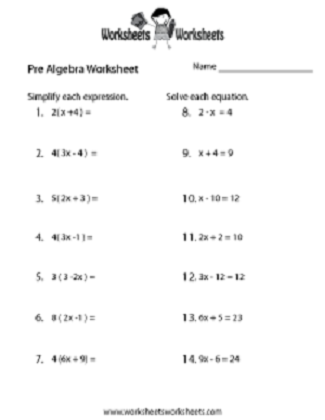 Worksheets Worksheets
Pre Algebra Worksheet
Name
Simplify each expression.
1. 2(x+4) =
2. 4(3x-4) =
3. 5(2x+3) =
4. 4(3x-1) =
5. 3(3-2x) =
6. 8(2x-1) =
7. 4(6x+9) =
Solve each equation.
8.
9. x+4=9
10. x-10=12
11. 2x+2=10
12. 3x-12=12
13. 6x+5=23
14. 9x-6=24
www.worksheetsworksheets.com